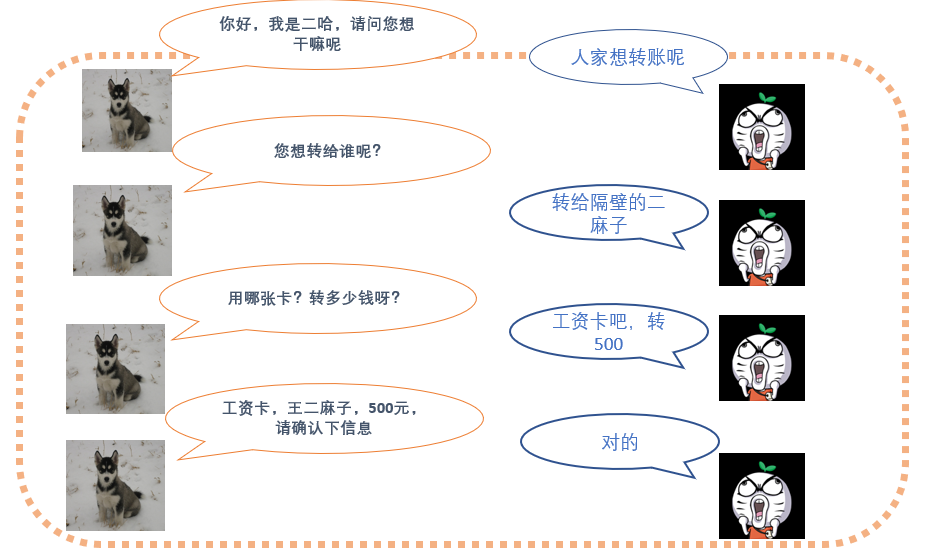 你好，我是二哈，请问您想
干嘛呢
人家想转账呢
您想转给谁呢？
转给隔壁的二
麻子
用哪张卡？转多少钱呀？
工资卡吧，转
500
工资卡，王二麻子，500元，
请确认下信息
对的